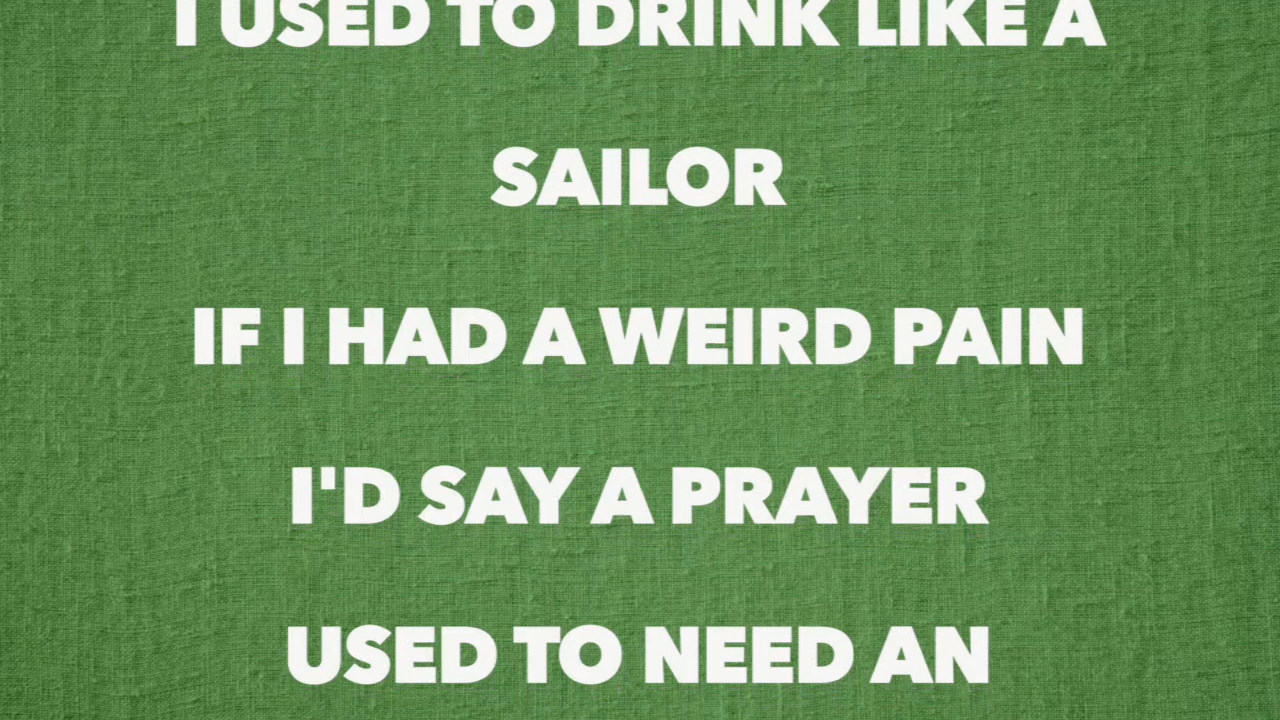 I USED TO DRINK LIKE A
SAILOR
IF I HAD A WEIRD PAIN
I'D SAY A PRAYER
USED TO NEED AN